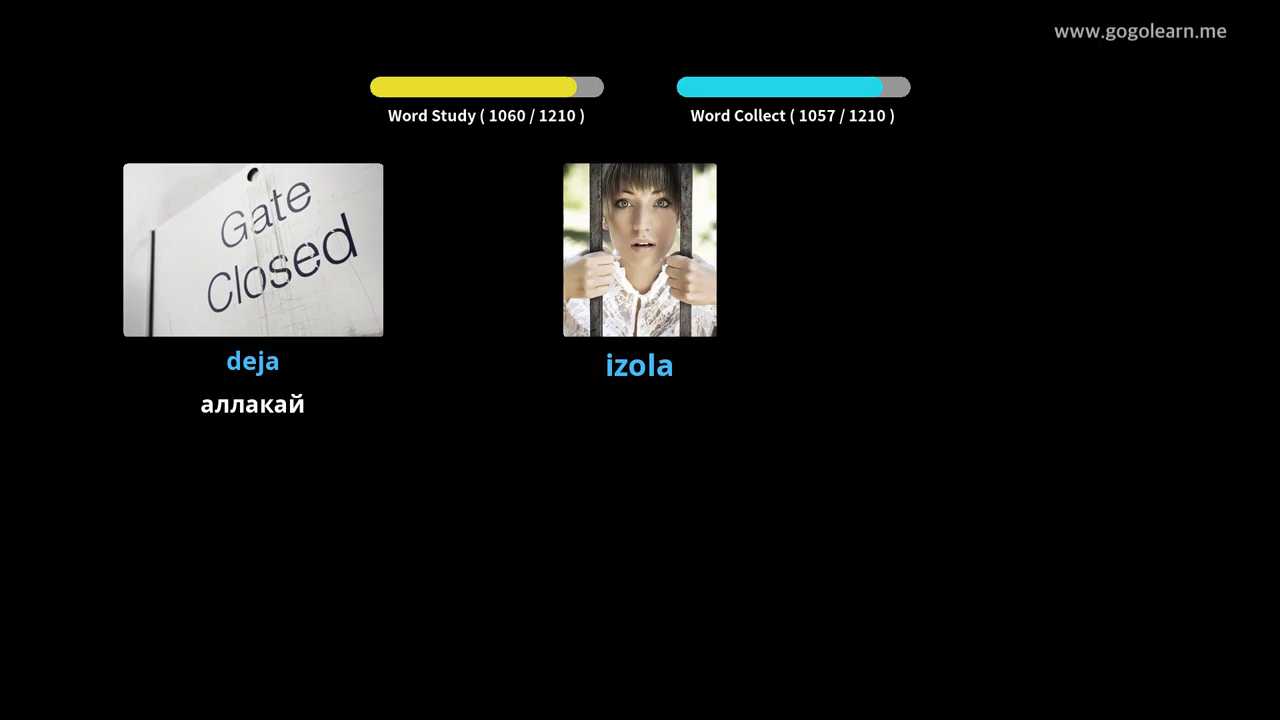 www.gogolearn.me
Word Study ( 1060 / 1210 )
Word Collect ( 1057 / 1210 )
Gate
Closed
deja
аллакай
izola